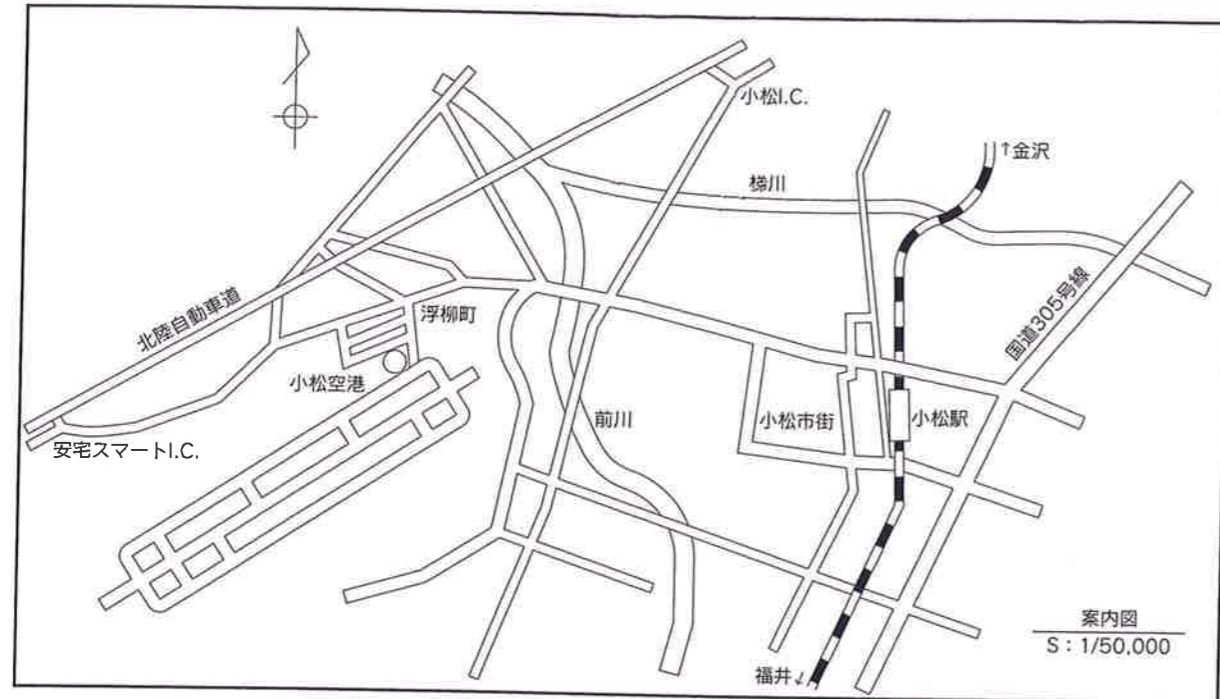 小松I.C.
↑金沢
梯川
国道305号線
北陸自動車道
浮柳町
小松空港
安宅スマートI.C.
前川
小松市街
小松駅
福井↓
案内図
S：1/50,000